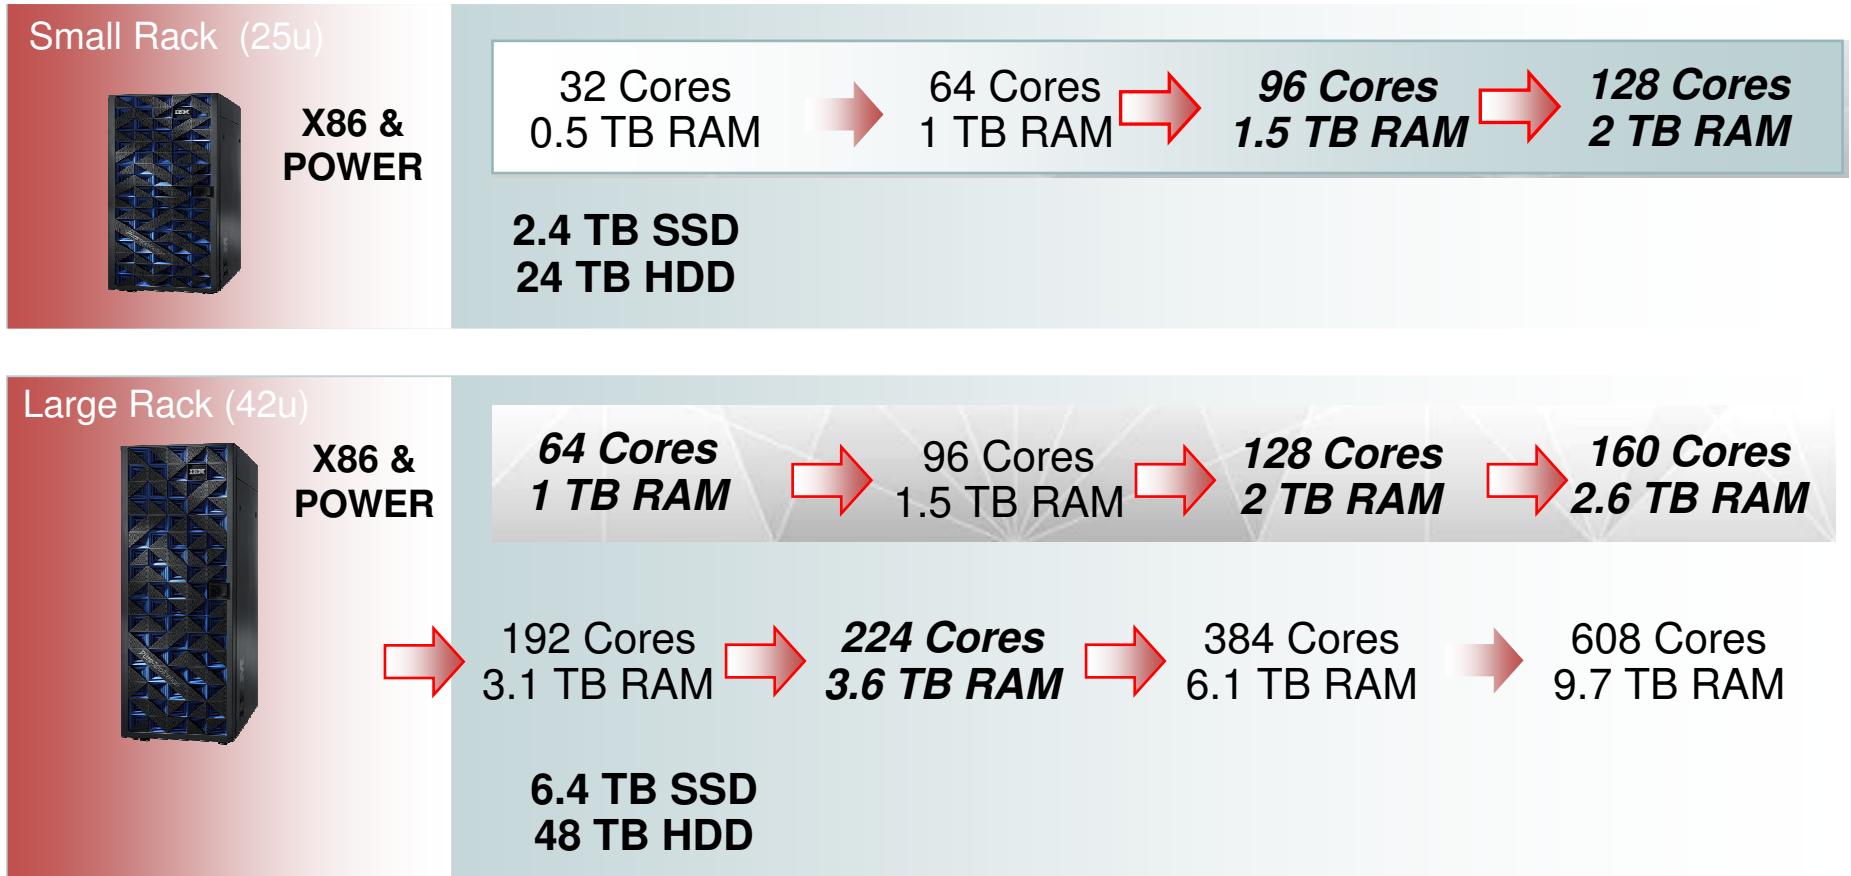 Small Rack (25u)
X86 &
POWER
32 Cores
0.5 TB RAM
64 Cores
1 TB RAM
96 Cores
1.5 TB RAM
128 Cores
2 TB RAM
2.4 TB SSD
24 TB HDD
Large Rack (42u)
X86 &
POWER
64 Cores
1 TB RAM
96 Cores
1.5 TB RAM
128 Cores
2 TB RAM
160 Cores
2.6 TB RAM
192 Cores
3.1 TB RAM
224 Cores
3.6 TB RAM
384 Cores
6.1 TB RAM
608 Cores
9.7 TB RAM
6.4 TB SSD
48 TB HDD
IBM
IBM